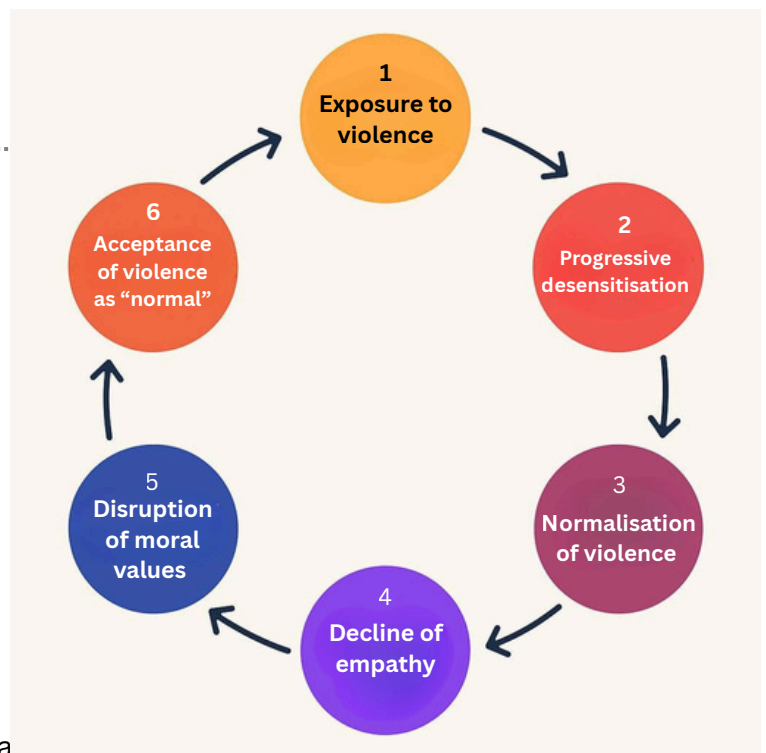 1
Exposure to
violence
2
Progressive
desensitisation
3
Normalisation
of violence
4
Decline of
empathy
5
Disruption
of moral
values
6
Acceptance
of violence
as “normal”
a